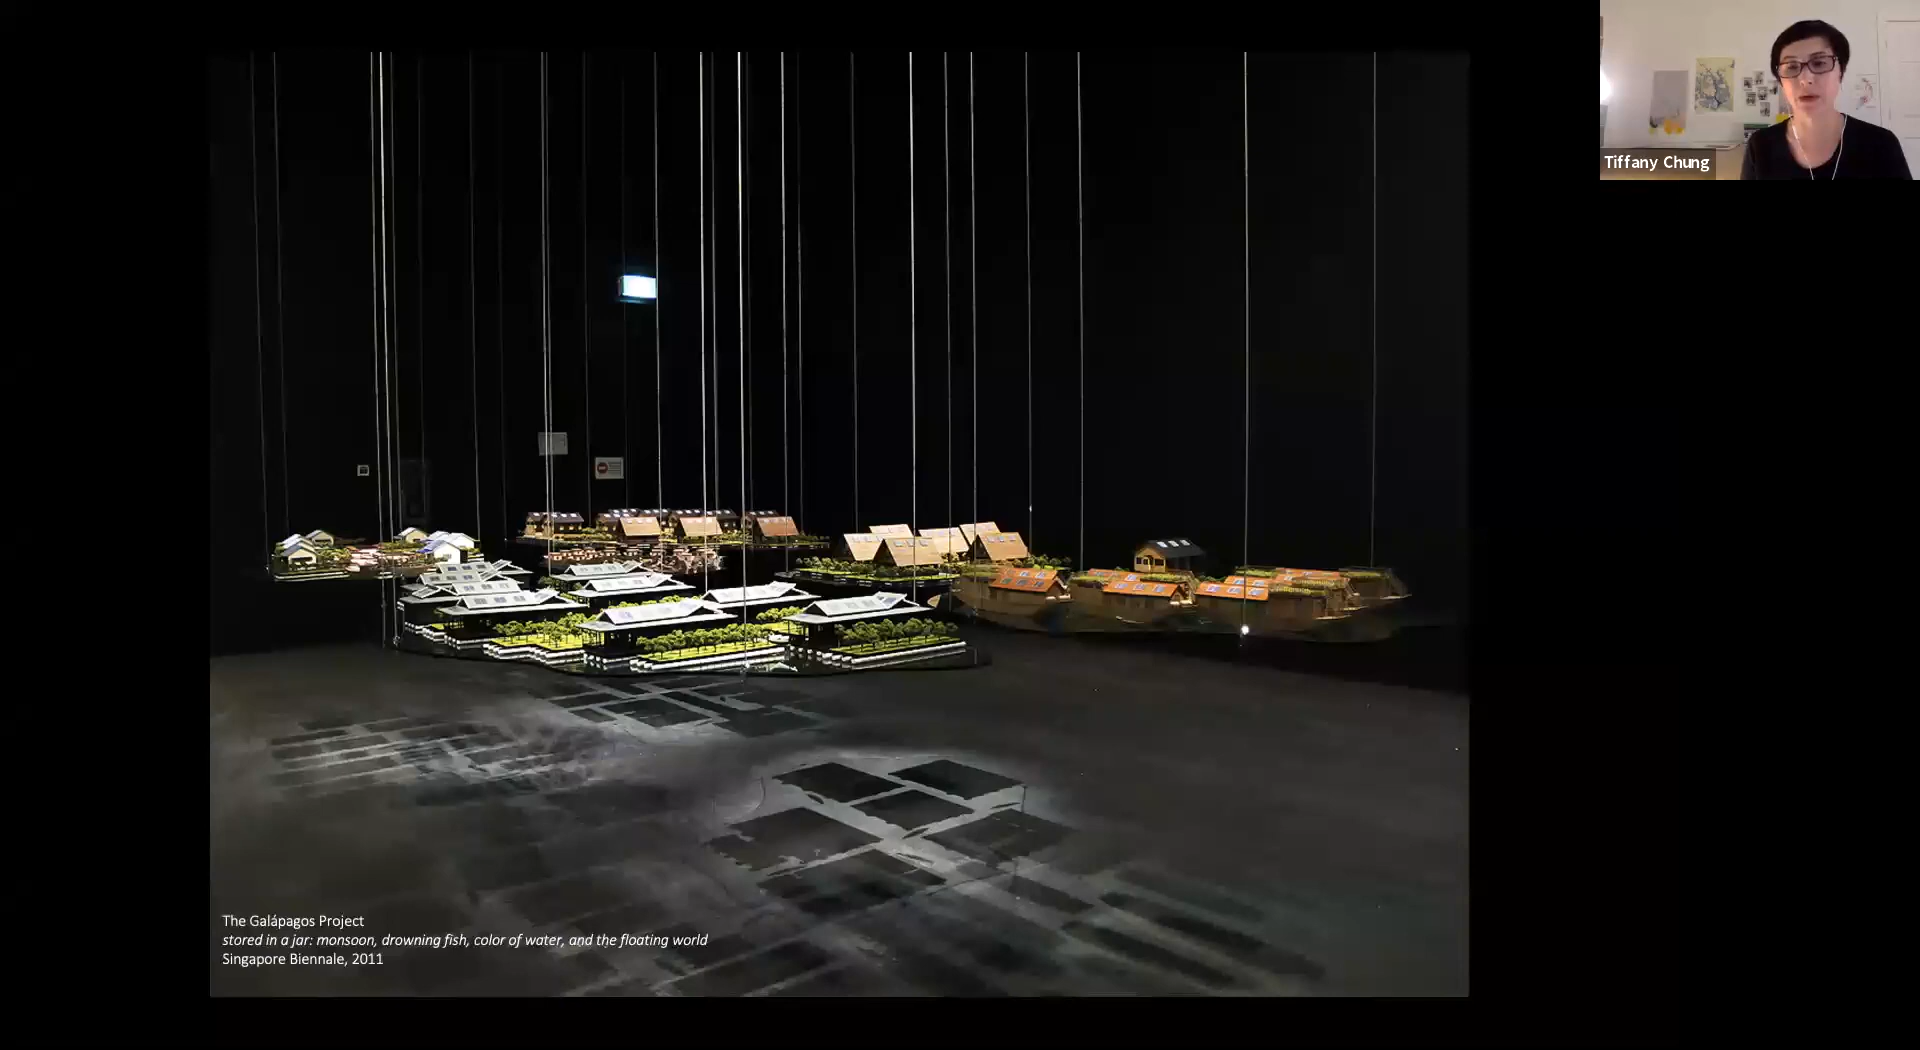 Tiffany Chung
The Galápagos Project
stored in a jar: monsoon, drowning fish, color of water, and the floating world
Singapore Biennale, 2011